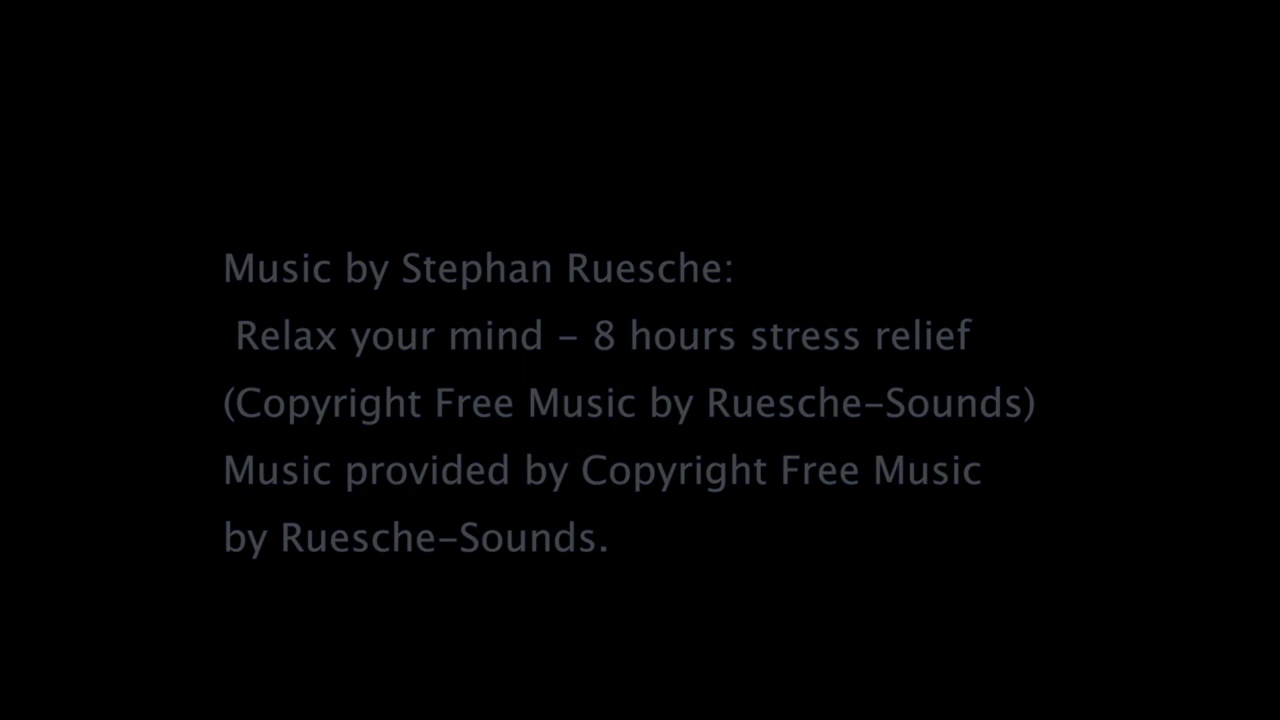 Music by Stephan Ruesche:
Relax your mind – 8 hours stress relief
(Copyright Free Music by Ruesche–Sounds)
Music provided by Copyright Free Music
by Ruesche–Sounds.